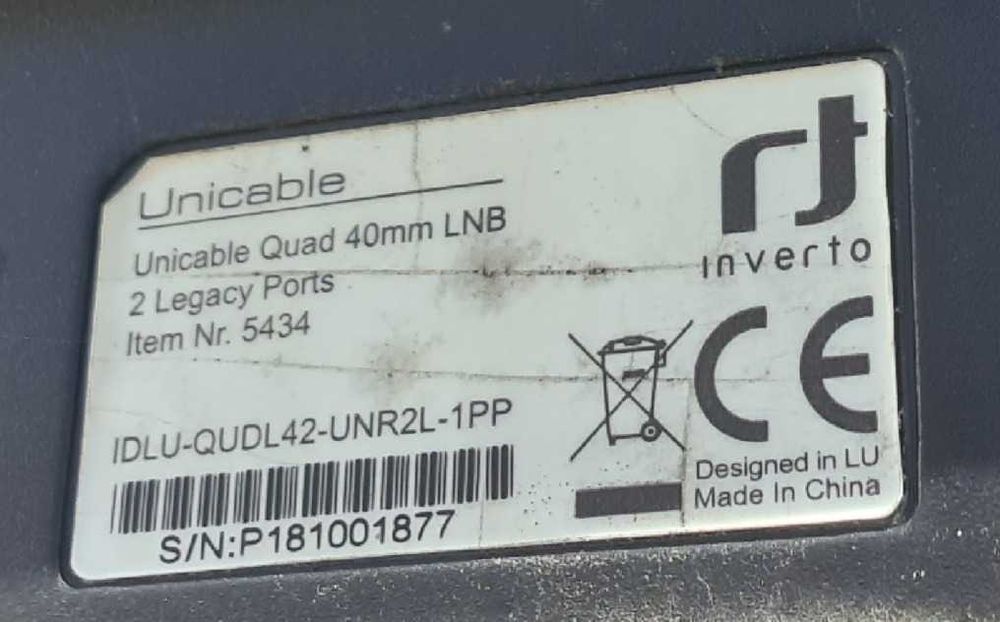 Unicable
Unicable Quad 40mm LNB
2 Legacy Ports
Item Nr. 5434
inverto
IDLU-QUDL42-UNR2L-1PP
S/N:P181001877
CE
Designed in LU
Made In China